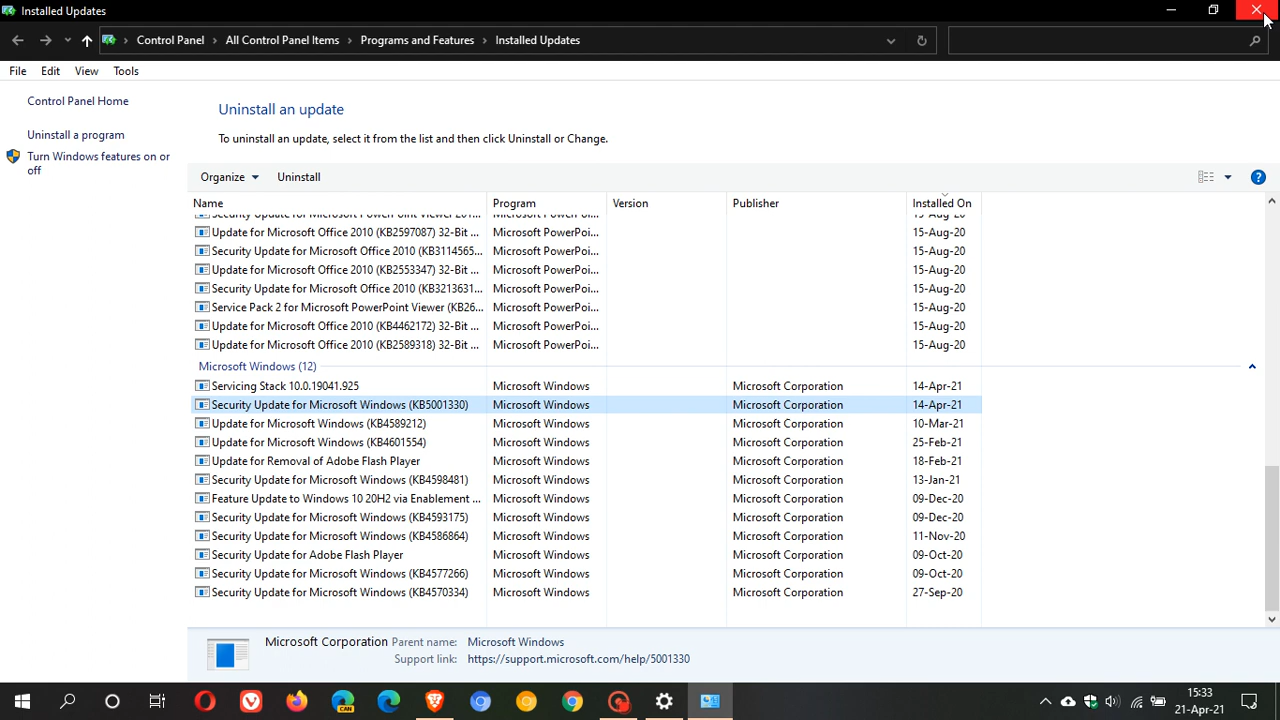 Installed Updates
Control Panel > All Control Panel Items > Programs and Features > Installed Updates
File Edit View Tools
Control Panel Home
Uninstall a program
Turn Windows features on or off
Uninstall an update
To uninstall an update, select it from the list and then click Uninstall or Change.
Organize Uninstall
Name Program Version Publisher Installed On
Security Update for Microsoft PowerPoint Viewer 201... Microsoft PowerPoi... 15-Aug-20
Update for Microsoft Office 2010 (KB2597087) 32-Bit ... Microsoft PowerPoi... 15-Aug-20
Security Update for Microsoft Office 2010 (KB3114565... Microsoft PowerPoi... 15-Aug-20
Update for Microsoft Office 2010 (KB2553347) 32-Bit ... Microsoft PowerPoi... 15-Aug-20
Security Update for Microsoft Office 2010 (KB3213631... Microsoft PowerPoi... 15-Aug-20
Service Pack 2 for Microsoft PowerPoint Viewer (KB26... Microsoft PowerPoi... 15-Aug-20
Update for Microsoft Office 2010 (KB4462172) 32-Bit ... Microsoft PowerPoi... 15-Aug-20
Update for Microsoft Office 2010 (KB2589318) 32-Bit ... Microsoft PowerPoi... 15-Aug-20
Microsoft Windows (12)
Servicing Stack 10.0.19041.925 Microsoft Windows Microsoft Corporation 14-Apr-21
Security Update for Microsoft Windows (KB5001330) Microsoft Windows Microsoft Corporation 14-Apr-21
Update for Microsoft Windows (KB4589212) Microsoft Windows Microsoft Corporation 10-Mar-21
Update for Microsoft Windows (KB4601554) Microsoft Windows Microsoft Corporation 25-Feb-21
Update for Removal of Adobe Flash Player Microsoft Windows Microsoft Corporation 18-Feb-21
Security Update for Microsoft Windows (KB4598481) Microsoft Windows Microsoft Corporation 13-Jan-21
Feature Update to Windows 10 20H2 via Enablement ... Microsoft Windows Microsoft Corporation 09-Dec-20
Security Update for Microsoft Windows (KB4593175) Microsoft Windows Microsoft Corporation 09-Dec-20
Security Update for Microsoft Windows (KB4586864) Microsoft Windows Microsoft Corporation 11-Nov-20
Security Update for Adobe Flash Player Microsoft Windows Microsoft Corporation 09-Oct-20
Security Update for Microsoft Windows (KB4577266) Microsoft Windows Microsoft Corporation 09-Oct-20
Security Update for Microsoft Windows (KB4570334) Microsoft Windows Microsoft Corporation 27-Sep-20
Microsoft Corporation Parent name: Microsoft Windows
Support link: https://support.microsoft.com/help/5001330
CAN
15:33
21-Apr-21